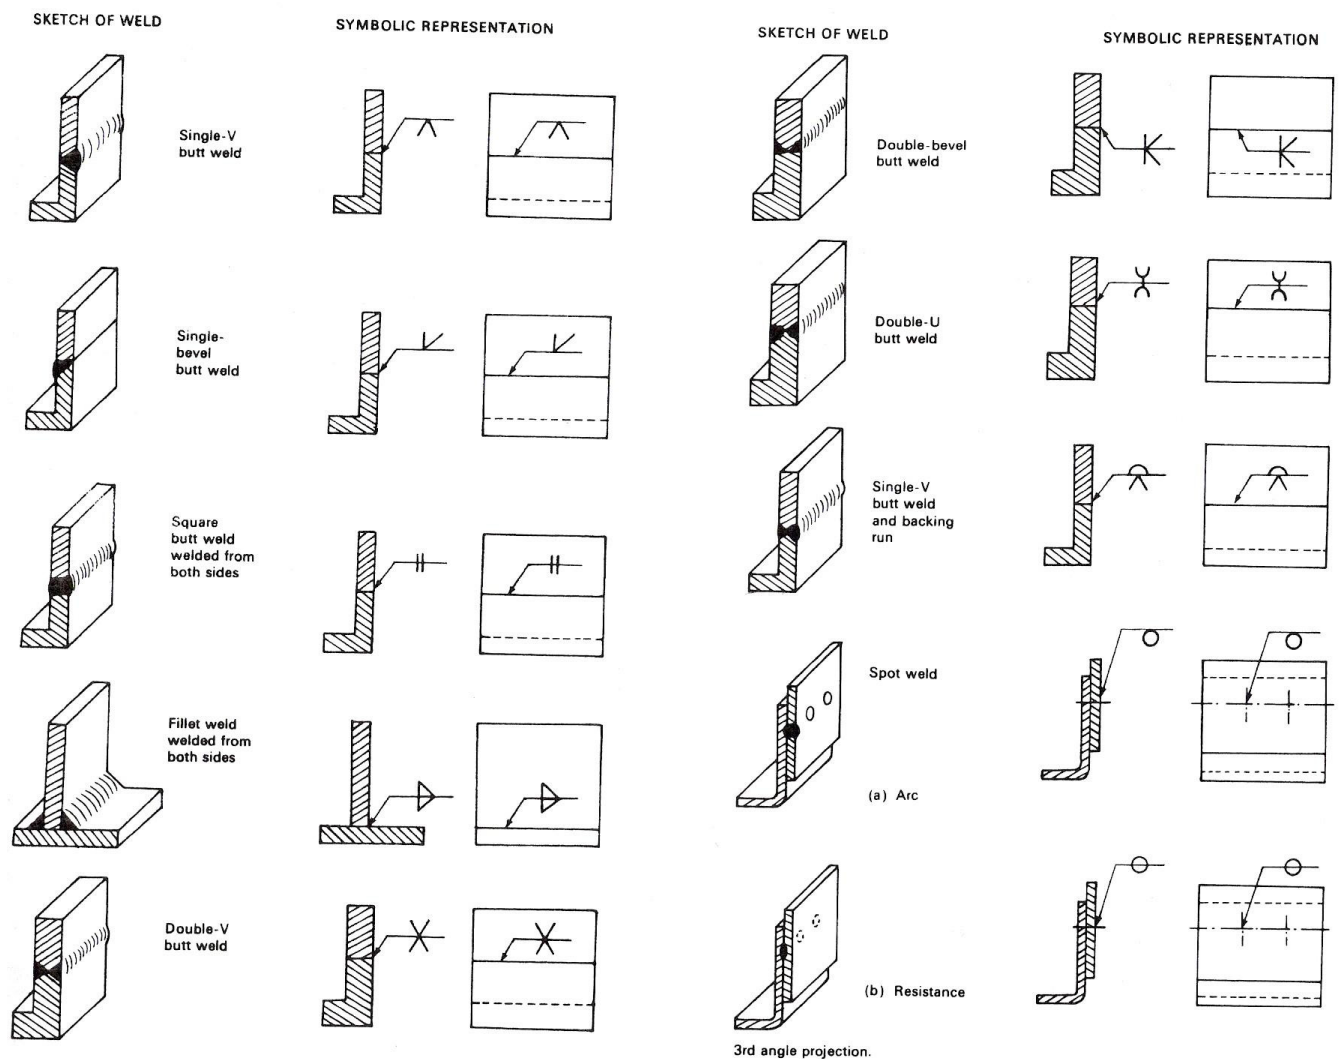 SKETCH OF WELD
SYMBOLIC REPRESENTATION
Single-V
butt weld
Single-
bevel
butt weld
Square
butt weld
welded from
both sides
Fillet weld
welded from
both sides
Double-V
butt weld
SKETCH OF WELD
SYMBOLIC REPRESENTATION
Double-bevel
butt weld
Double-U
butt weld
Single-V
butt weld
and backing
run
Spot weld
(a) Arc
(b) Resistance
3rd angle projection.